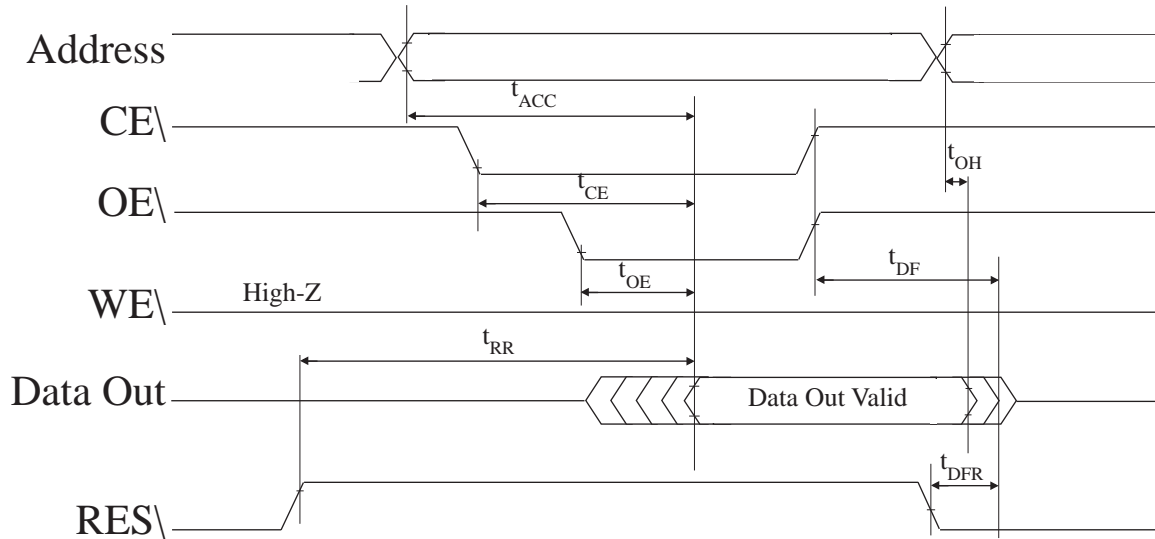 Address
t_ACC
CE\
t_OH
t_CE
OE\
t_DF
t_OE
High-Z
WE\
t_RR
Data Out
Data Out Valid
t_DFR
RES\